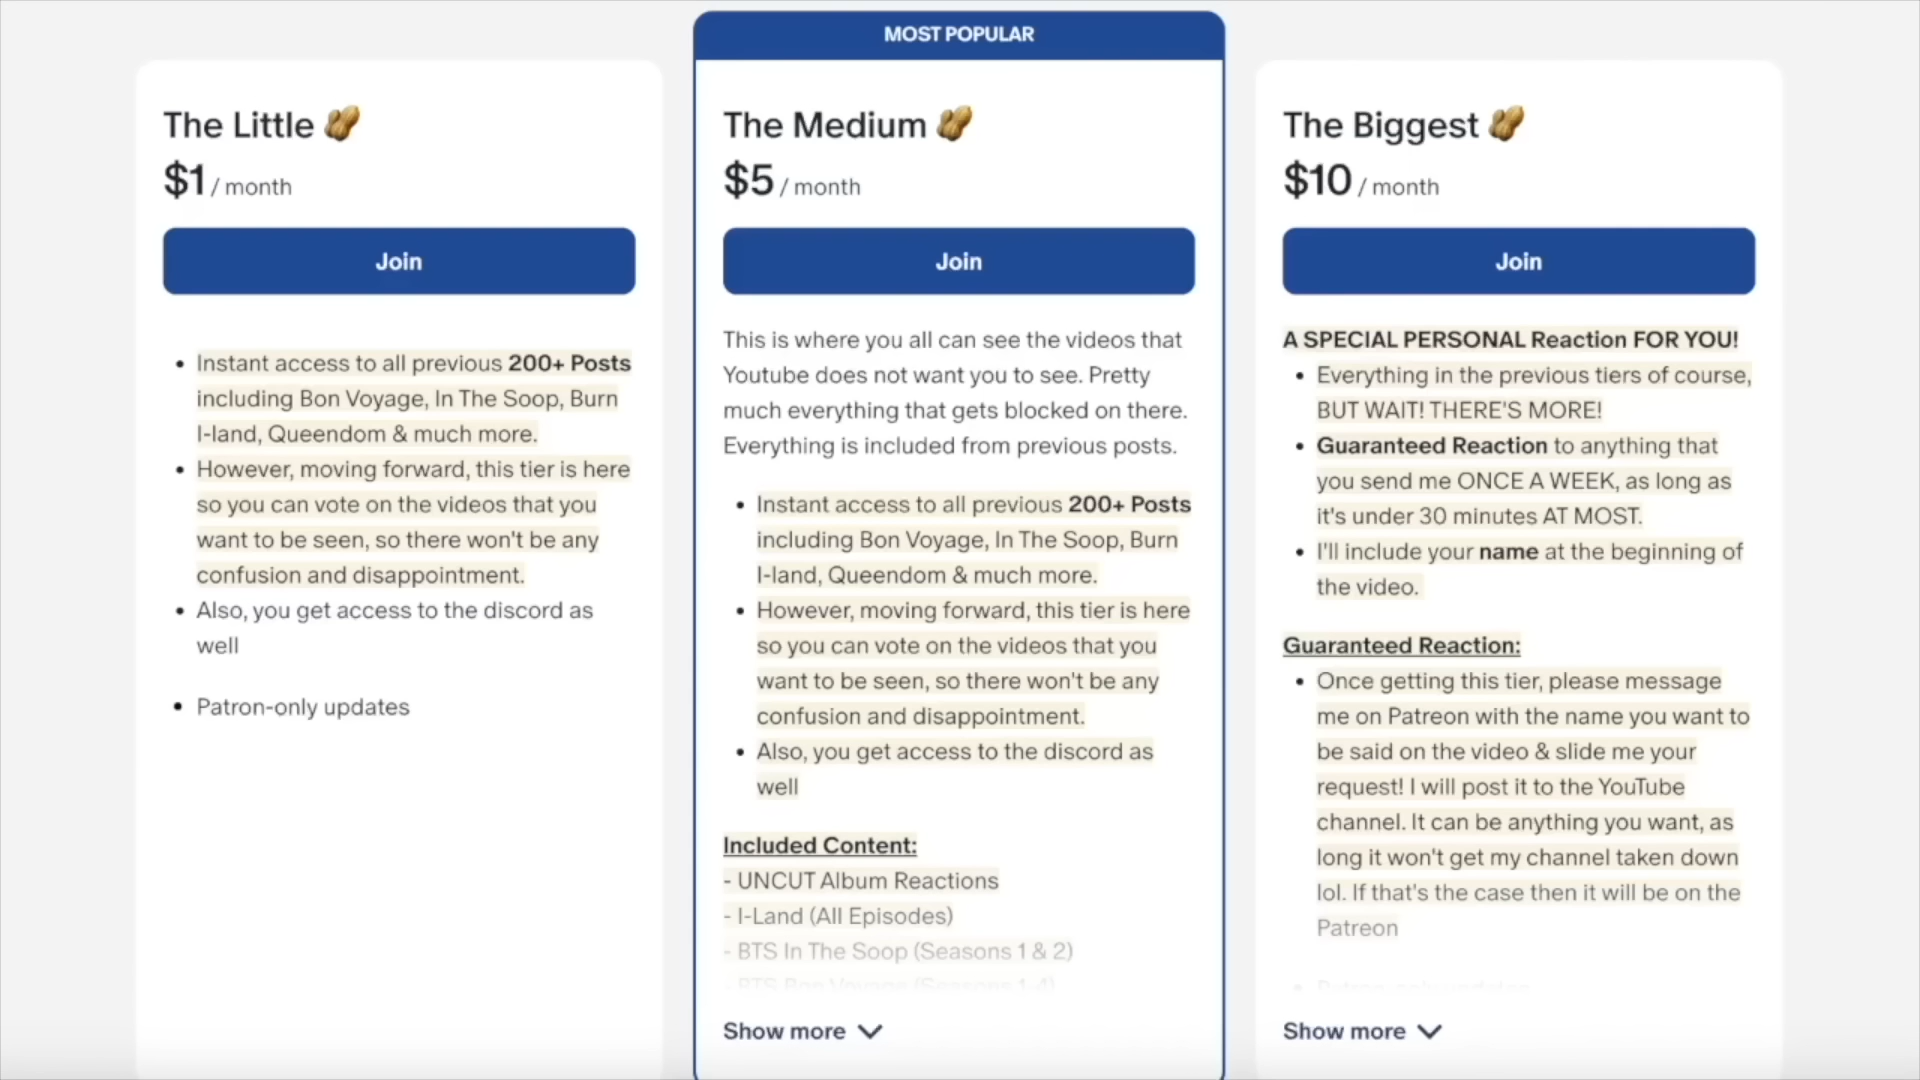 MOST POPULAR
The Little
$1 / month
Join
• Instant access to all previous 200+ Posts
including Bon Voyage, In The Soop, Burn
I-land, Queendom & much more.
• However, moving forward, this tier is here
so you can vote on the videos that you
want to be seen, so there won't be any
confusion and disappointment.
• Also, you get access to the discord as
well
• Patron-only updates
The Medium
$5 / month
Join
This is where you all can see the videos that
Youtube does not want you to see. Pretty
much everything that gets blocked on there.
Everything is included from previous posts.
• Instant access to all previous 200+ Posts
including Bon Voyage, In The Soop, Burn
I-land, Queendom & much more.
• However, moving forward, this tier is here
so you can vote on the videos that you
want to be seen, so there won't be any
confusion and disappointment.
• Also, you get access to the discord as
well
Included Content:
- UNCUT Album Reactions
- I-Land (All Episodes)
- BTS In The Soop (Seasons 1 & 2)
- BTS Bon Voyage (Seasons 1-4)
Show more
The Biggest
$10 / month
Join
A SPECIAL PERSONAL Reaction FOR YOU!
• Everything in the previous tiers of course,
BUT WAIT! THERE'S MORE!
• Guaranteed Reaction to anything that
you send me ONCE A WEEK, as long as
it's under 30 minutes AT MOST.
• I'll include your name at the beginning of
the video.
Guaranteed Reaction:
• Once getting this tier, please message
me on Patreon with the name you want to
be said on the video & slide me your
request! I will post it to the YouTube
channel. It can be anything you want, as
long it won't get my channel taken down
lol. If that's the case then it will be on the
Patreon
• Patron-only updates
Show more